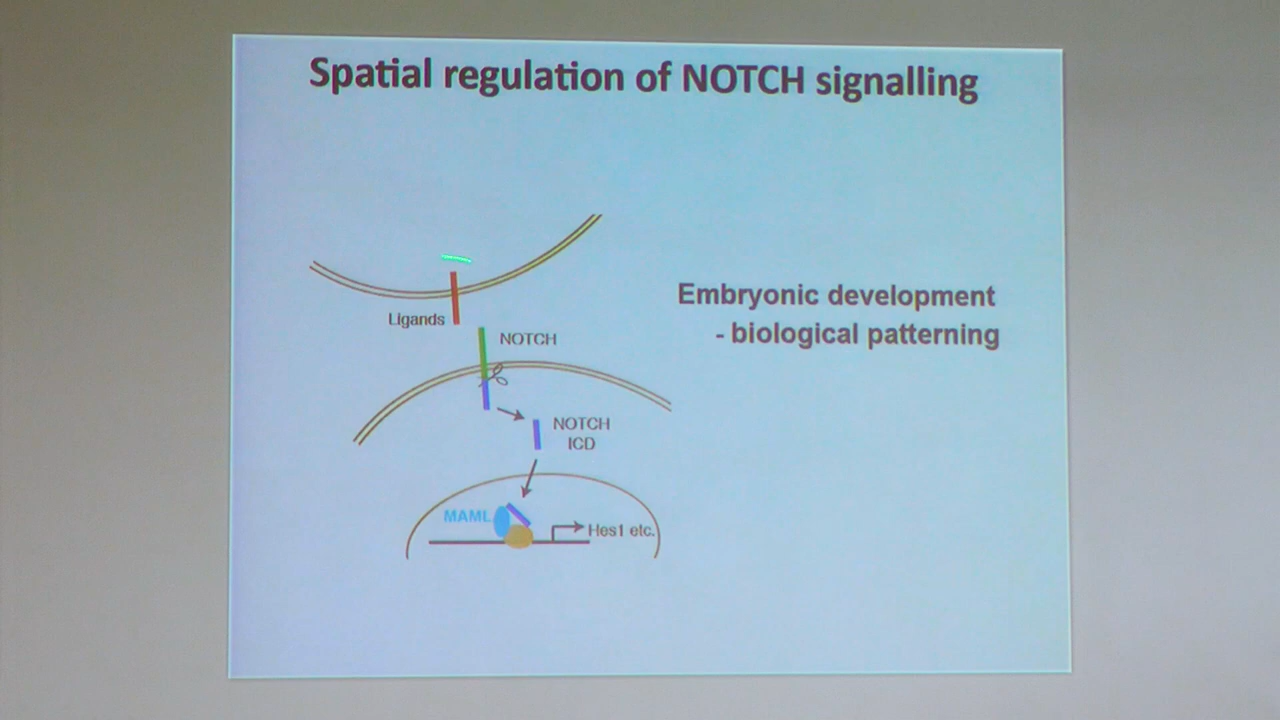 Spatial regulation of NOTCH signalling
Ligands
NOTCH
NOTCH
ICD
MAML
Hes1 etc.
Embryonic development
- biological patterning